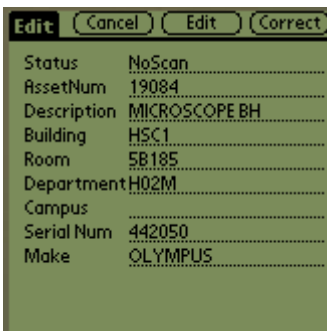 Edit Cancel Edit Correct
Status NoScan
AssetNum 19084
Description MICROSCOPE BH
Building HSC1
Room 5B185
Department H02M
Campus
Serial Num 442050
Make OLYMPUS